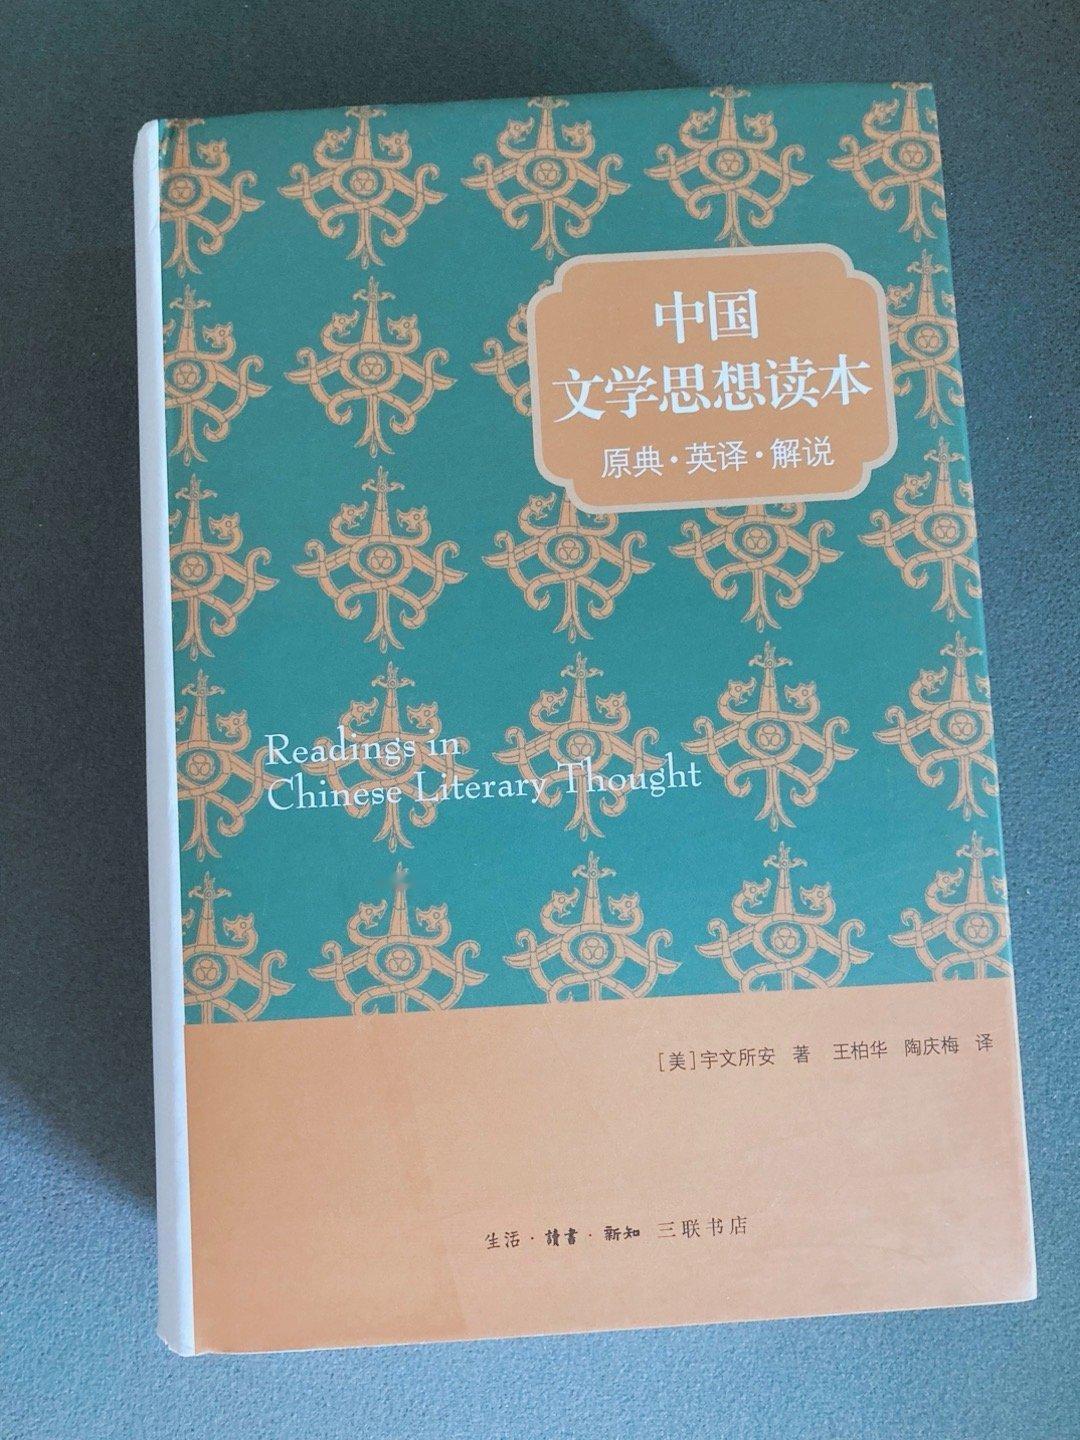 中国
文学思想读本
原典·英译·解说
Readings in
Chinese Literary Thought
[美]宇文所安 著 王柏华 陶庆梅 译
生活·讀書·新知 三联书店